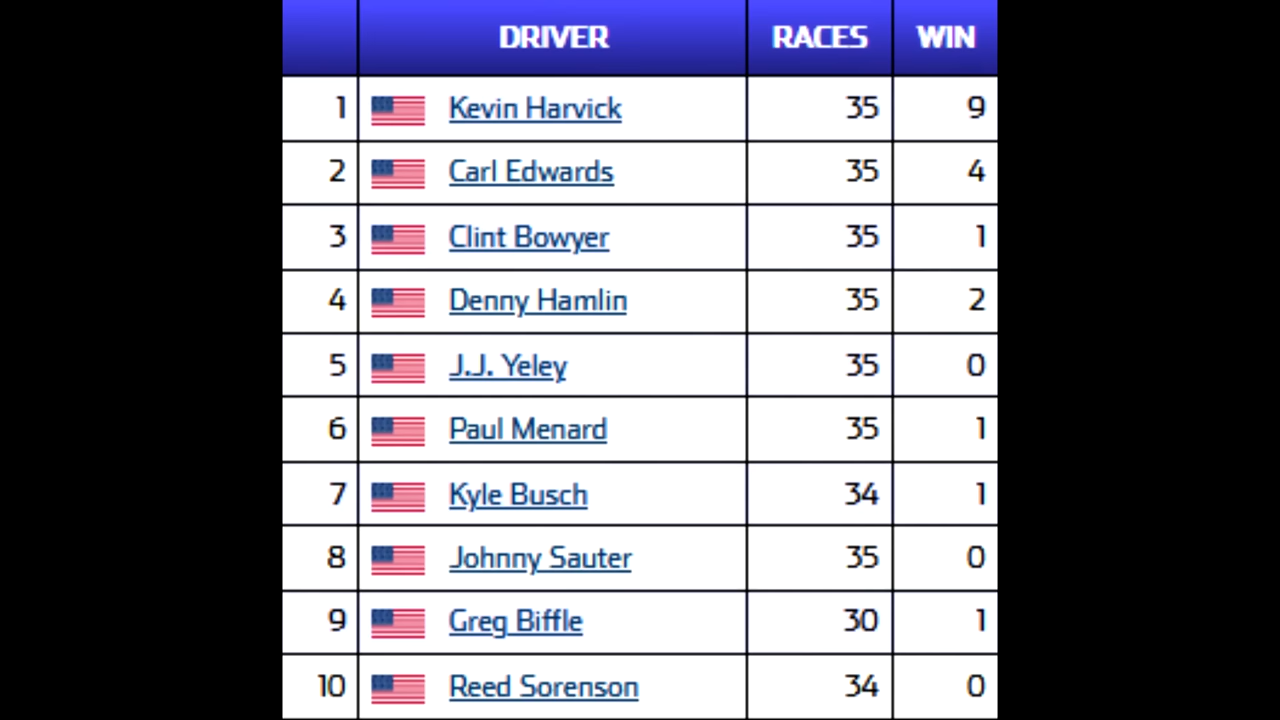 DRIVER RACES WIN
1 Kevin Harvick 35 9
2 Carl Edwards 35 4
3 Clint Bowyer 35 1
4 Denny Hamlin 35 2
5 J.J. Yeley 35 0
6 Paul Menard 35 1
7 Kyle Busch 34 1
8 Johnny Sauter 35 0
9 Greg Biffle 30 1
10 Reed Sorenson 34 0